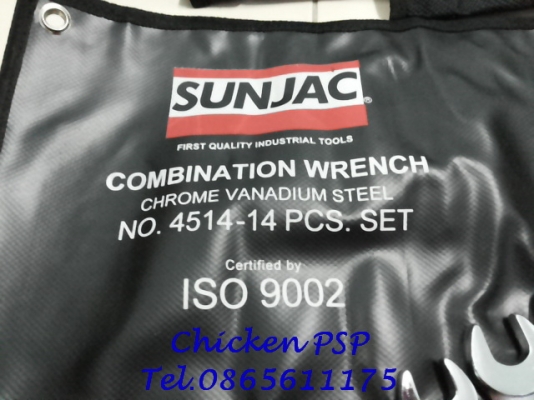 SUNJAC®
FIRST QUALITY INDUSTRIAL TOOLS
COMBINATION WRENCH
CHROME VANADIUM STEEL
NO. 4514-14 PCS. SET
Certified by
ISO 9002
Chicken PSP
Tel.0865611175